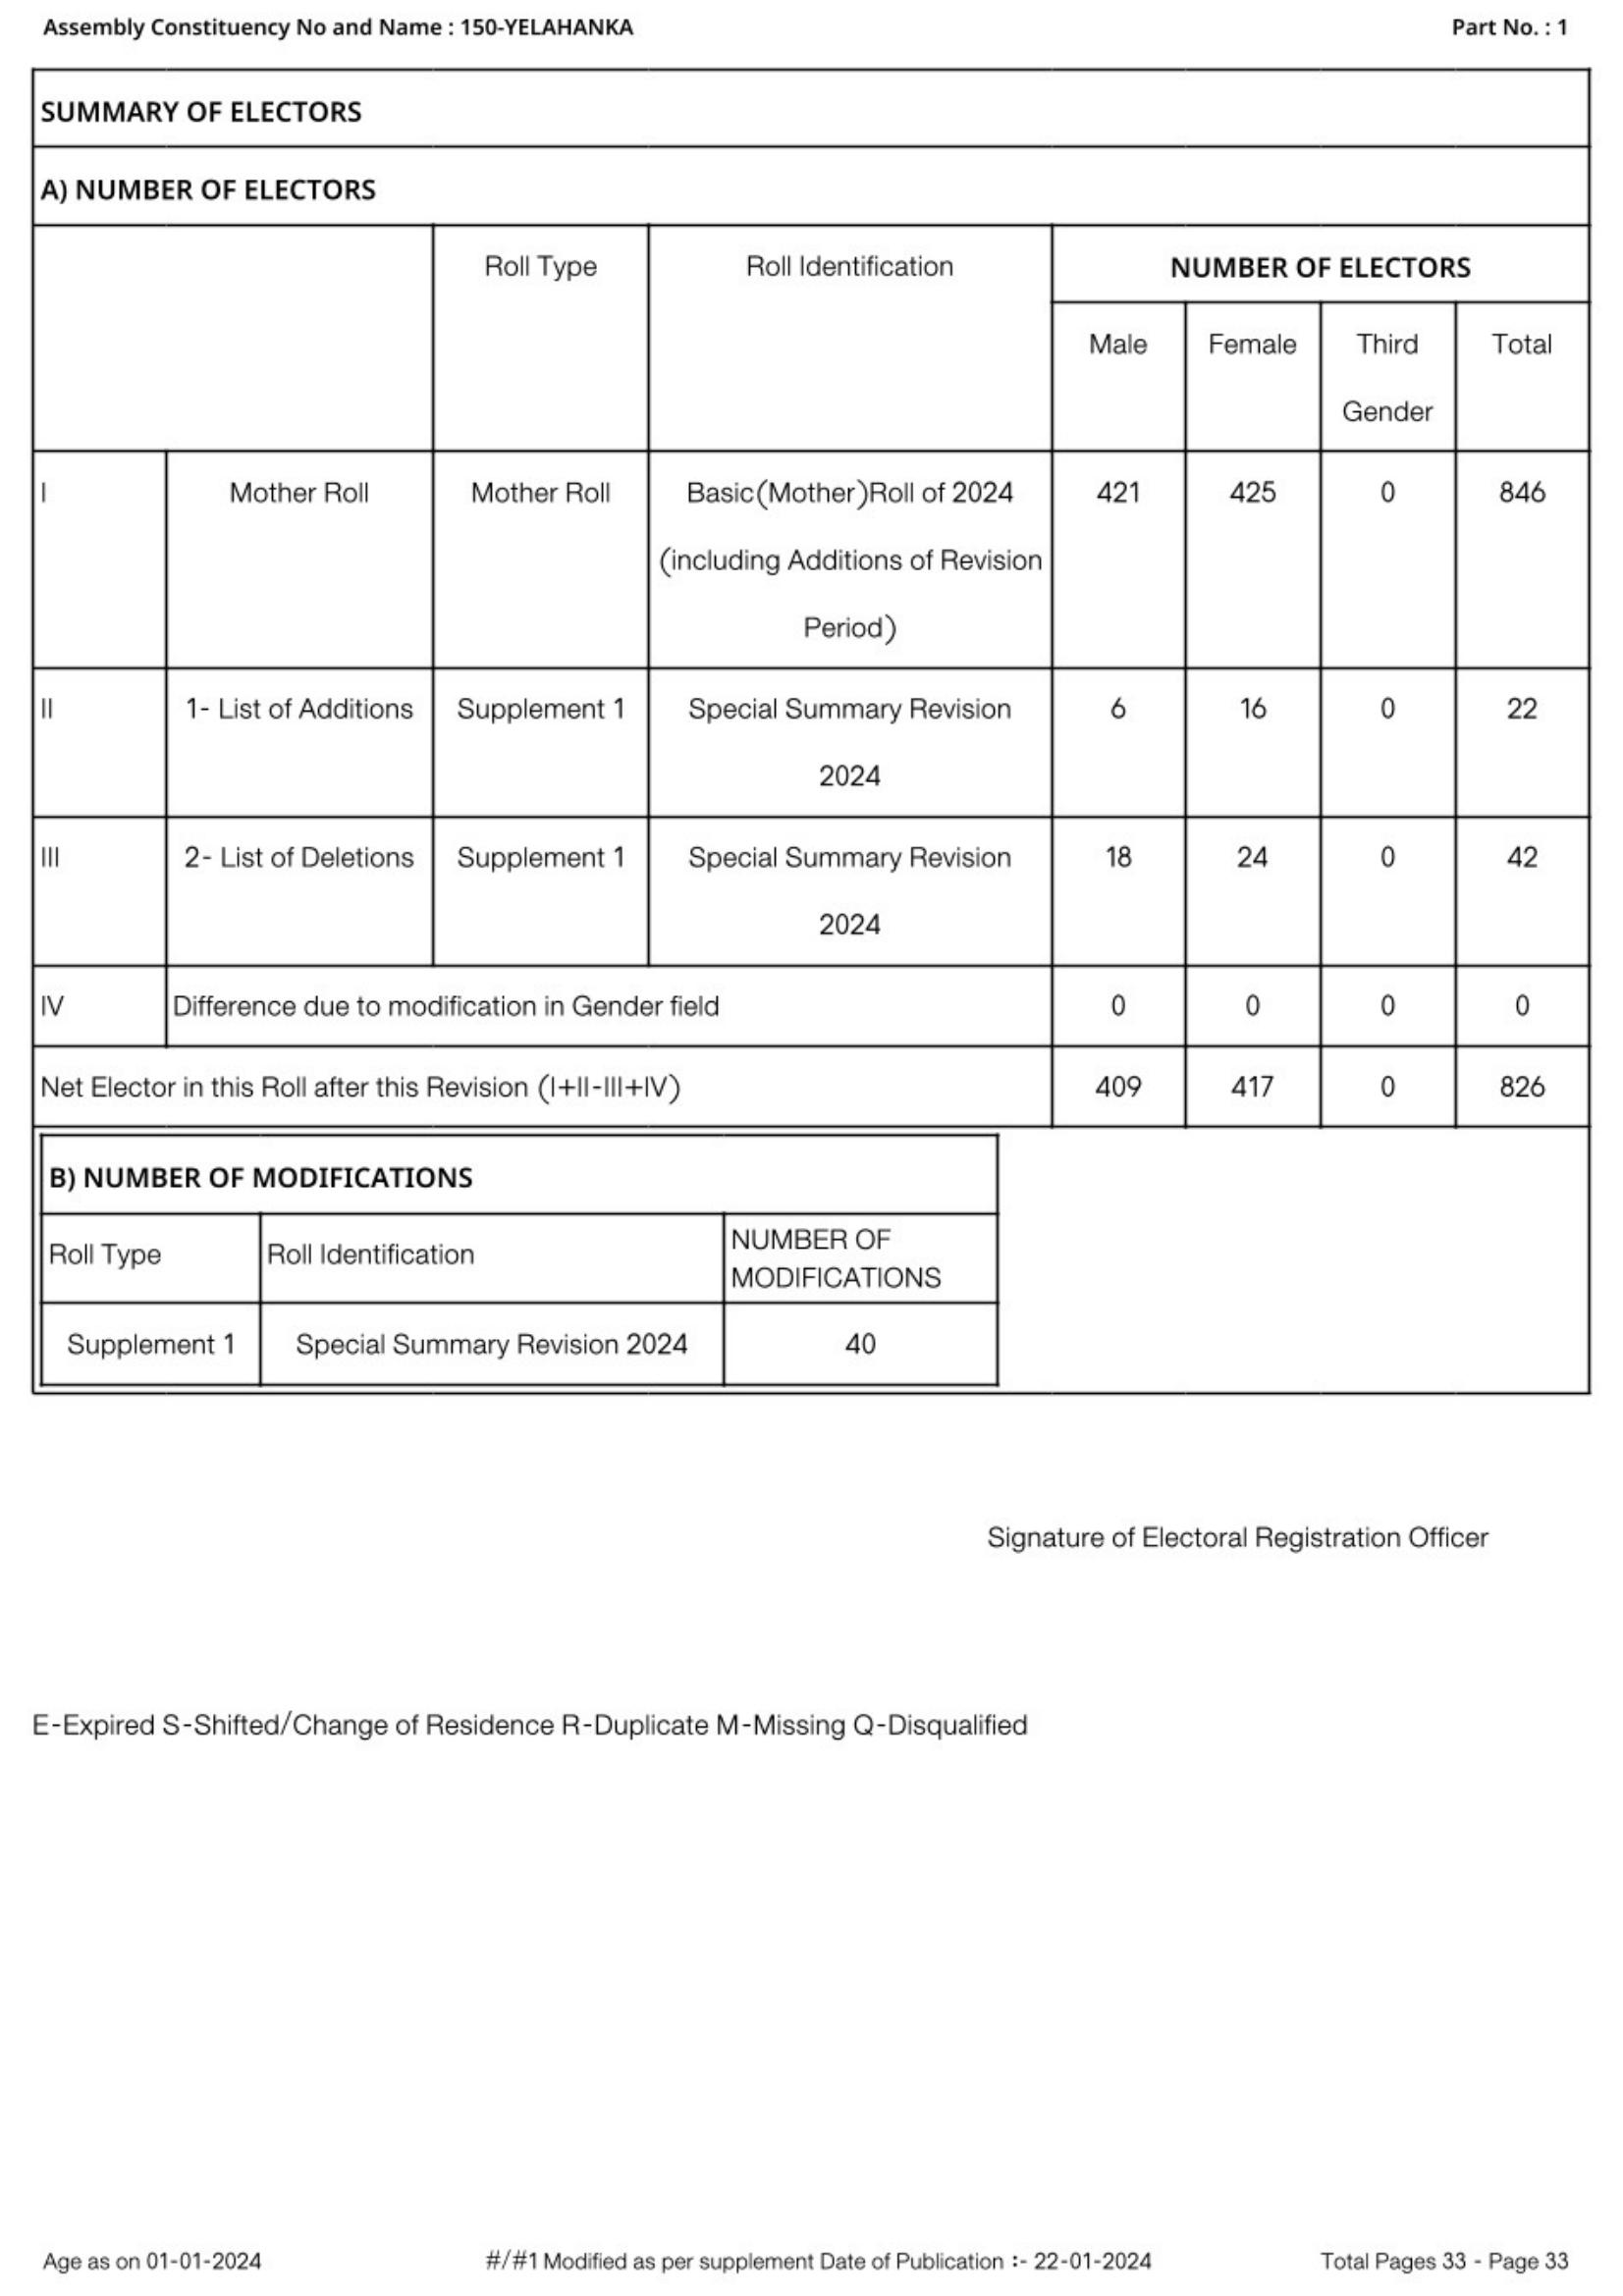 Assembly Constituency No and Name : 150-YELAHANKA Part No. : 1
SUMMARY OF ELECTORS
A) NUMBER OF ELECTORS
Roll Type Roll Identification NUMBER OF ELECTORS
Male Female Third Total
Gender
I Mother Roll Mother Roll Basic(Mother)Roll of 2024 421 425 0 846
(including Additions of Revision
Period)
II 1- List of Additions Supplement 1 Special Summary Revision 6 16 0 22
2024
III 2- List of Deletions Supplement 1 Special Summary Revision 18 24 0 42
2024
IV Difference due to modification in Gender field 0 0 0 0
Net Elector in this Roll after this Revision (I+II-III+IV) 409 417 0 826
B) NUMBER OF MODIFICATIONS
Roll Type Roll Identification NUMBER OF
MODIFICATIONS
Supplement 1 Special Summary Revision 2024 40
Signature of Electoral Registration Officer
E-Expired S-Shifted/Change of Residence R-Duplicate M-Missing Q-Disqualified
Age as on 01-01-2024 #/#1 Modified as per supplement Date of Publication :- 22-01-2024 Total Pages 33 - Page 33